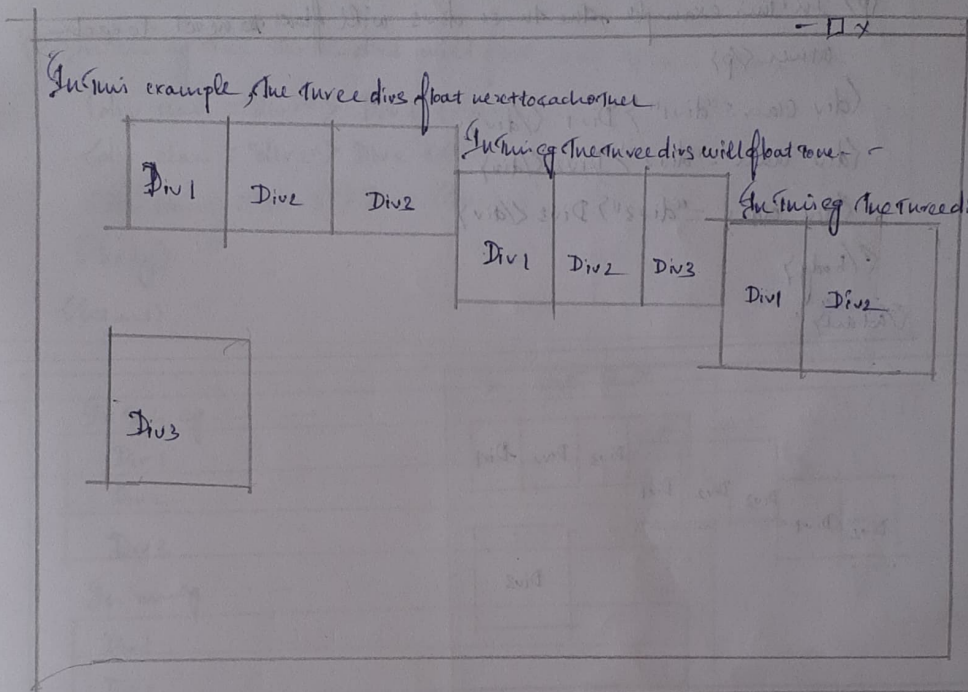 In this example, the three divs float next to each other
Div1 Div2 Div2
In this eg the three divs will float
Div1 Div2 Div3
In this eg the three d
Div1 Div2
Div3